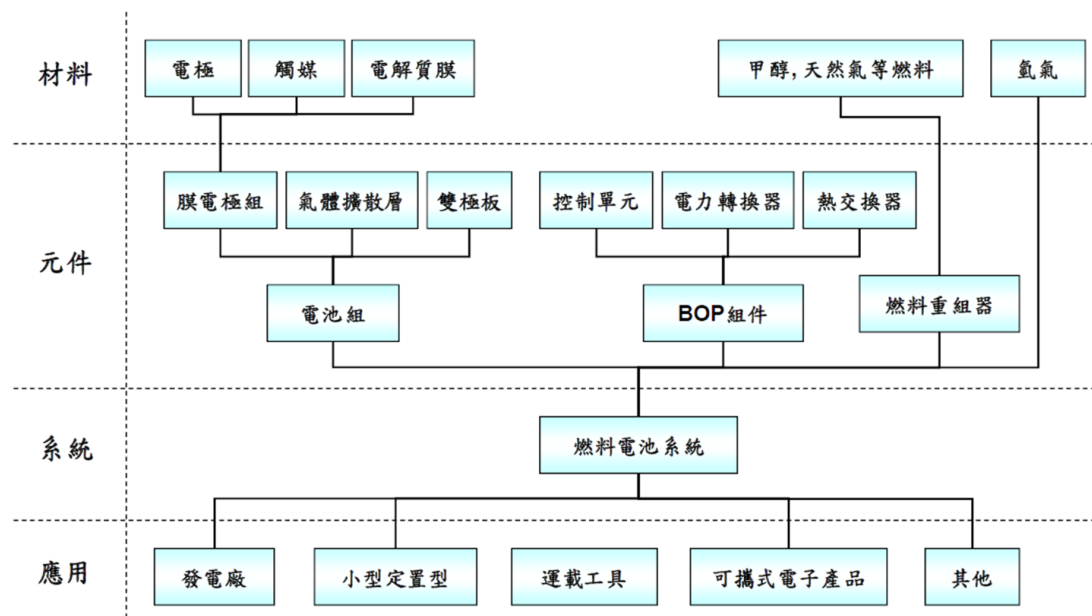 材料
電極
觸媒
電解質膜
甲醇, 天然氣等燃料
氫氣
元件
膜電極組
氣體擴散層
雙極板
控制單元
電力轉換器
熱交換器
電池組
BOP組件
燃料重組器
系統
燃料電池系統
應用
發電廠
小型定置型
運載工具
可攜式電子產品
其他